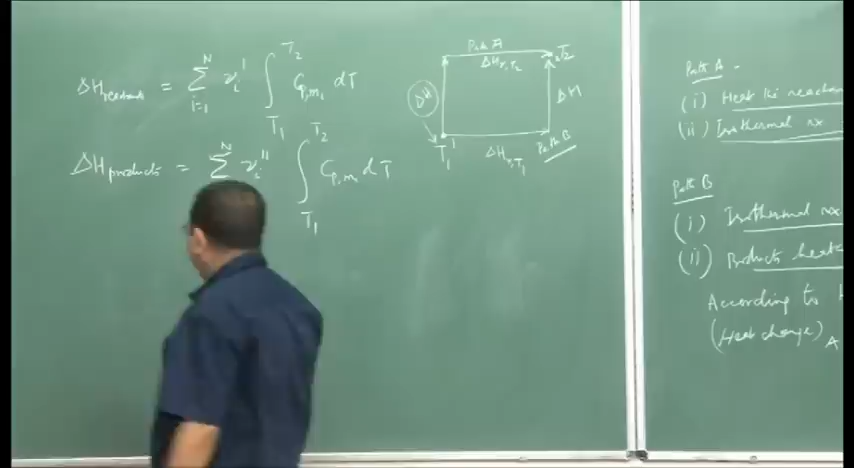 ΔH_reactants = Σ_{i=1}^{N} ν_i' ∫_{T_1}^{T_2} C_{p,m_i} dT
ΔH_products = Σ^{N} ν_i'' ∫_{T_1}^{T_2} C_{p,m_i} dT
Path A
T_2
ΔH_{r,T_2}
ΔH
ΔH
T_1
ΔH_{r,T_1}
Path B
Path A -
(i) Heat the reactan
(ii) Isothermal rx
Path B
(i) Isothermal rx
(ii) Products heate
According to H
(Heat change)_A